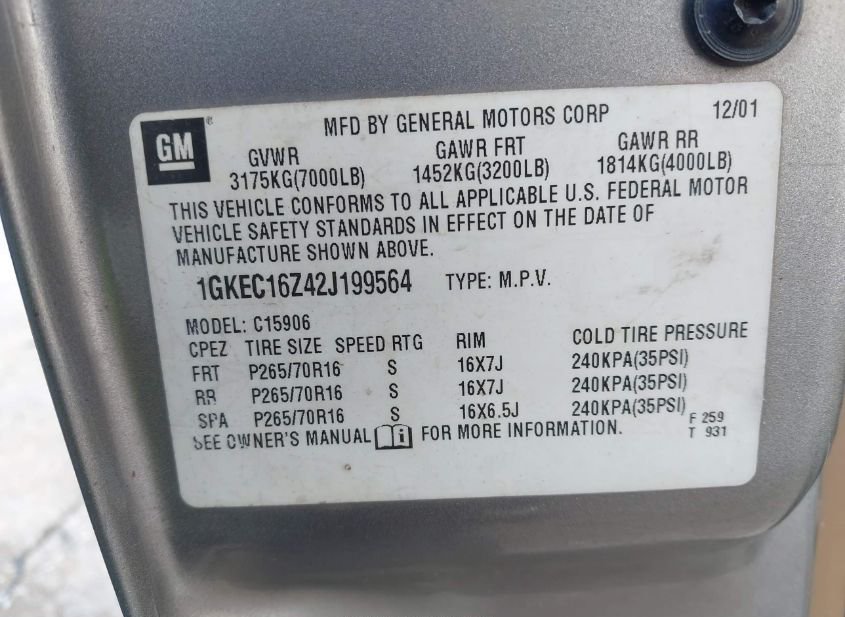 GM ®
MFD BY GENERAL MOTORS CORP 12/01
GVWR GAWR FRT GAWR RR
3175KG(7000LB) 1452KG(3200LB) 1814KG(4000LB)
THIS VEHICLE CONFORMS TO ALL APPLICABLE U.S. FEDERAL MOTOR
VEHICLE SAFETY STANDARDS IN EFFECT ON THE DATE OF
MANUFACTURE SHOWN ABOVE.
1GKEC16Z42J199564 TYPE: M.P.V.
MODEL: C15906
CPEZ TIRE SIZE SPEED RTG RIM COLD TIRE PRESSURE
FRT P265/70R16 S 16X7J 240KPA(35PSI)
RR P265/70R16 S 16X7J 240KPA(35PSI)
SPA P265/70R16 S 16X6.5J 240KPA(35PSI)
SEE OWNER'S MANUAL i FOR MORE INFORMATION.
F 259
T 931